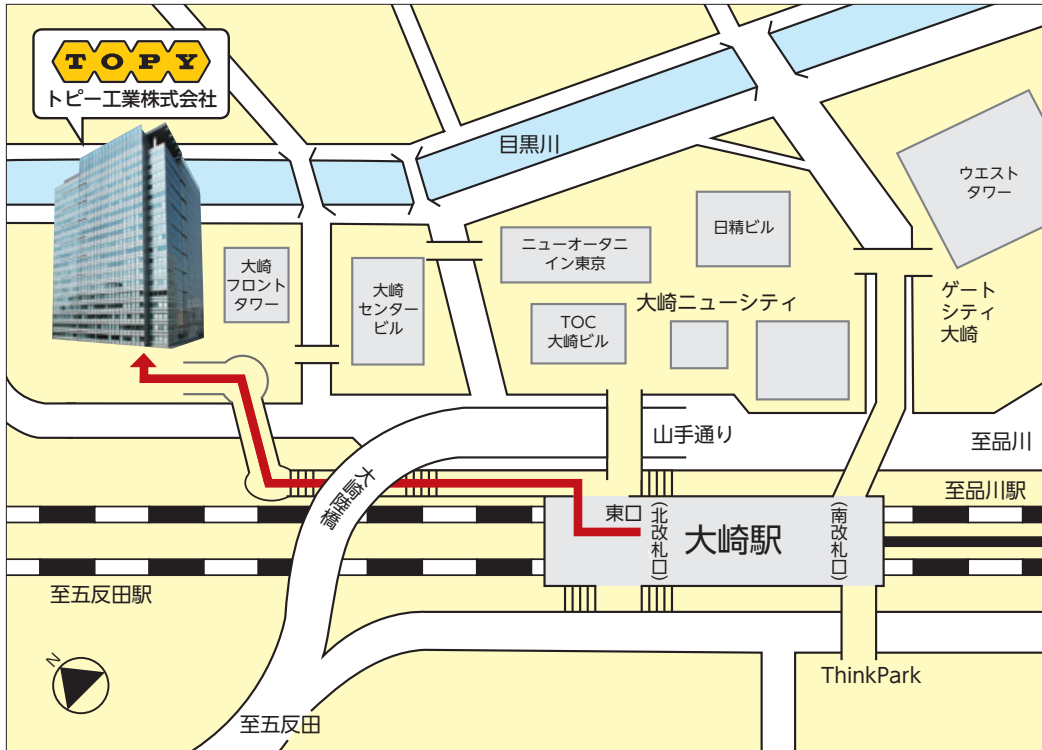 TOPY
トピー工業株式会社
目黒川
ウエスト
タワー
日精ビル
ニューオータニ
イン東京
大崎
フロント
タワー
大崎
センター
ビル
大崎ニューシティ
ゲート
シティ
大崎
TOC
大崎ビル
山手通り
至品川
大崎陸橋
至品川駅
東口
(北改札口)
大崎駅
(南改札口)
至五反田駅
N
ThinkPark
至五反田